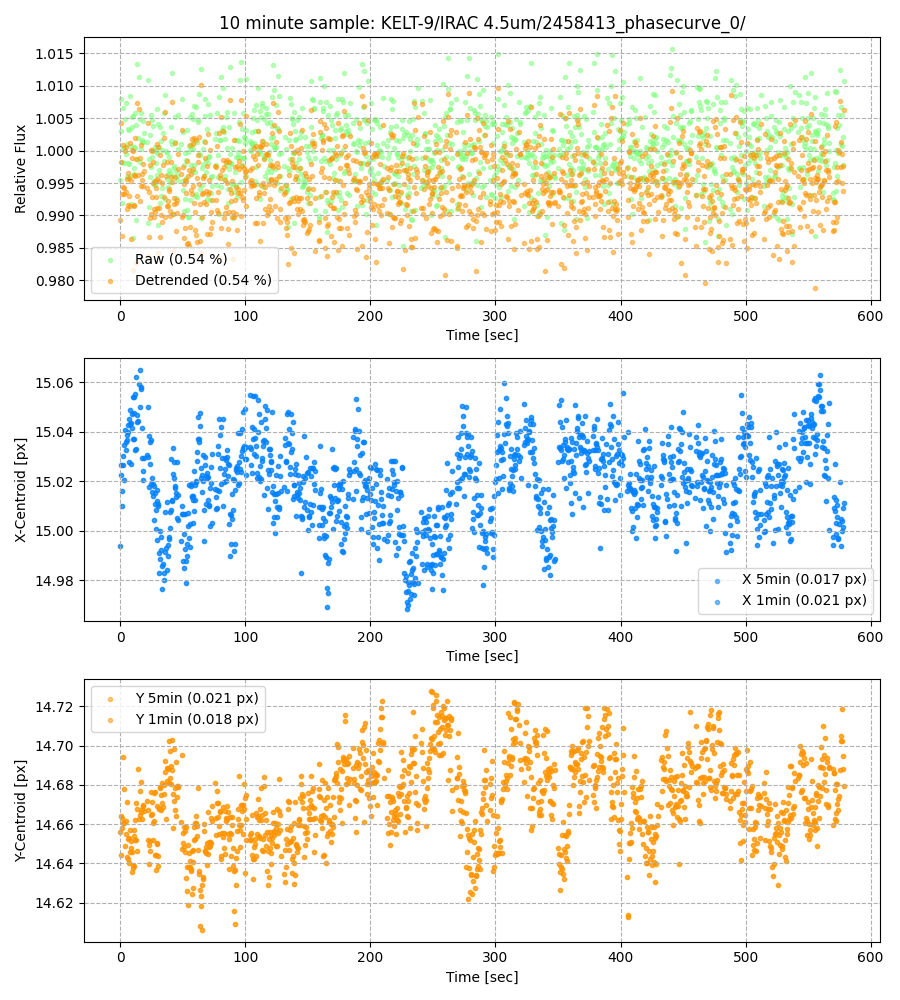 10 minute sample: KELT-9/IRAC 4.5um/2458413_phasecurve_0/
1.015
1.010
1.005
1.000
0.995
0.990
0.985
0.980
Relative Flux
Raw (0.54 %)
Detrended (0.54 %)
0 100 200 300 400 500 600
Time [sec]
15.06
15.04
15.02
15.00
14.98
X-Centroid [px]
X 5min (0.017 px)
X 1min (0.021 px)
0 100 200 300 400 500 600
Time [sec]
Y 5min (0.021 px)
Y 1min (0.018 px)
14.72
14.70
14.68
14.66
14.64
14.62
Y-Centroid [px]
0 100 200 300 400 500 600
Time [sec]